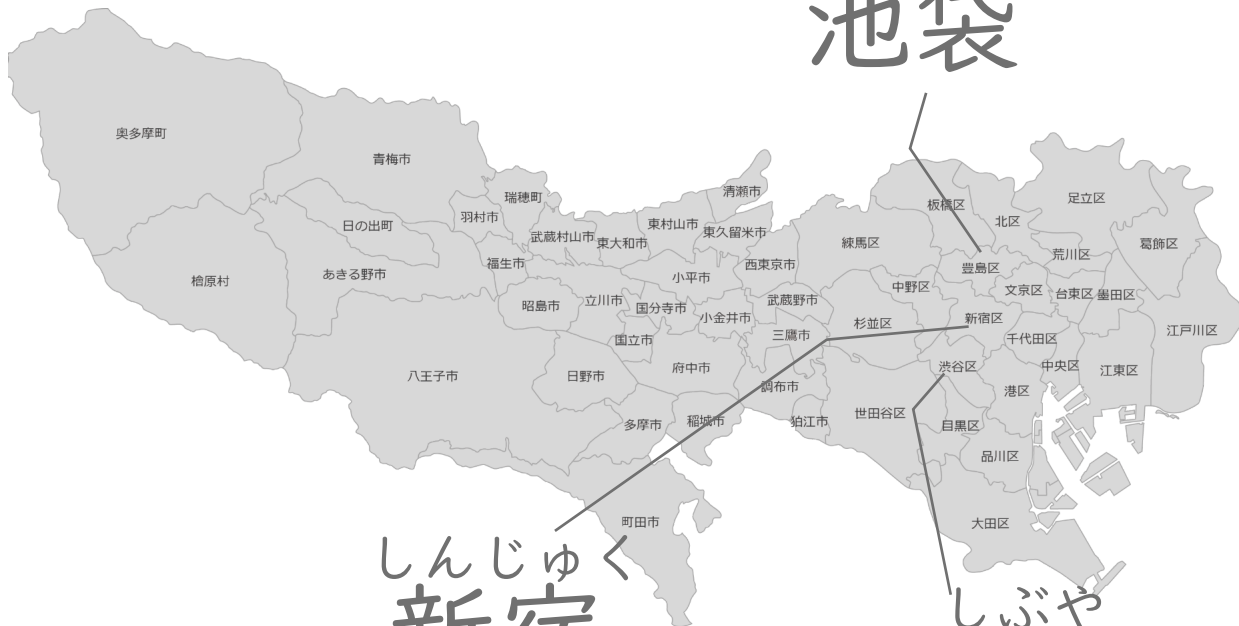 池袋
奥多摩町
青梅市
瑞穂町
清瀬市
板橋区
足立区
羽村市
日の出町
武蔵村山市
東大和市
東村山市
東久留米市
北区
練馬区
葛飾区
荒川区
檜原村
あきる野市
福生市
小平市
西東京市
豊島区
中野区
文京区
台東区
墨田区
昭島市
立川市
国分寺市
小金井市
武蔵野市
杉並区
新宿区
江戸川区
国立市
三鷹市
千代田区
八王子市
日野市
府中市
調布市
渋谷区
中央区
江東区
港区
多摩市
稲城市
狛江市
世田谷区
目黒区
品川区
町田市
大田区
しんじゅく
新宿
しぶや